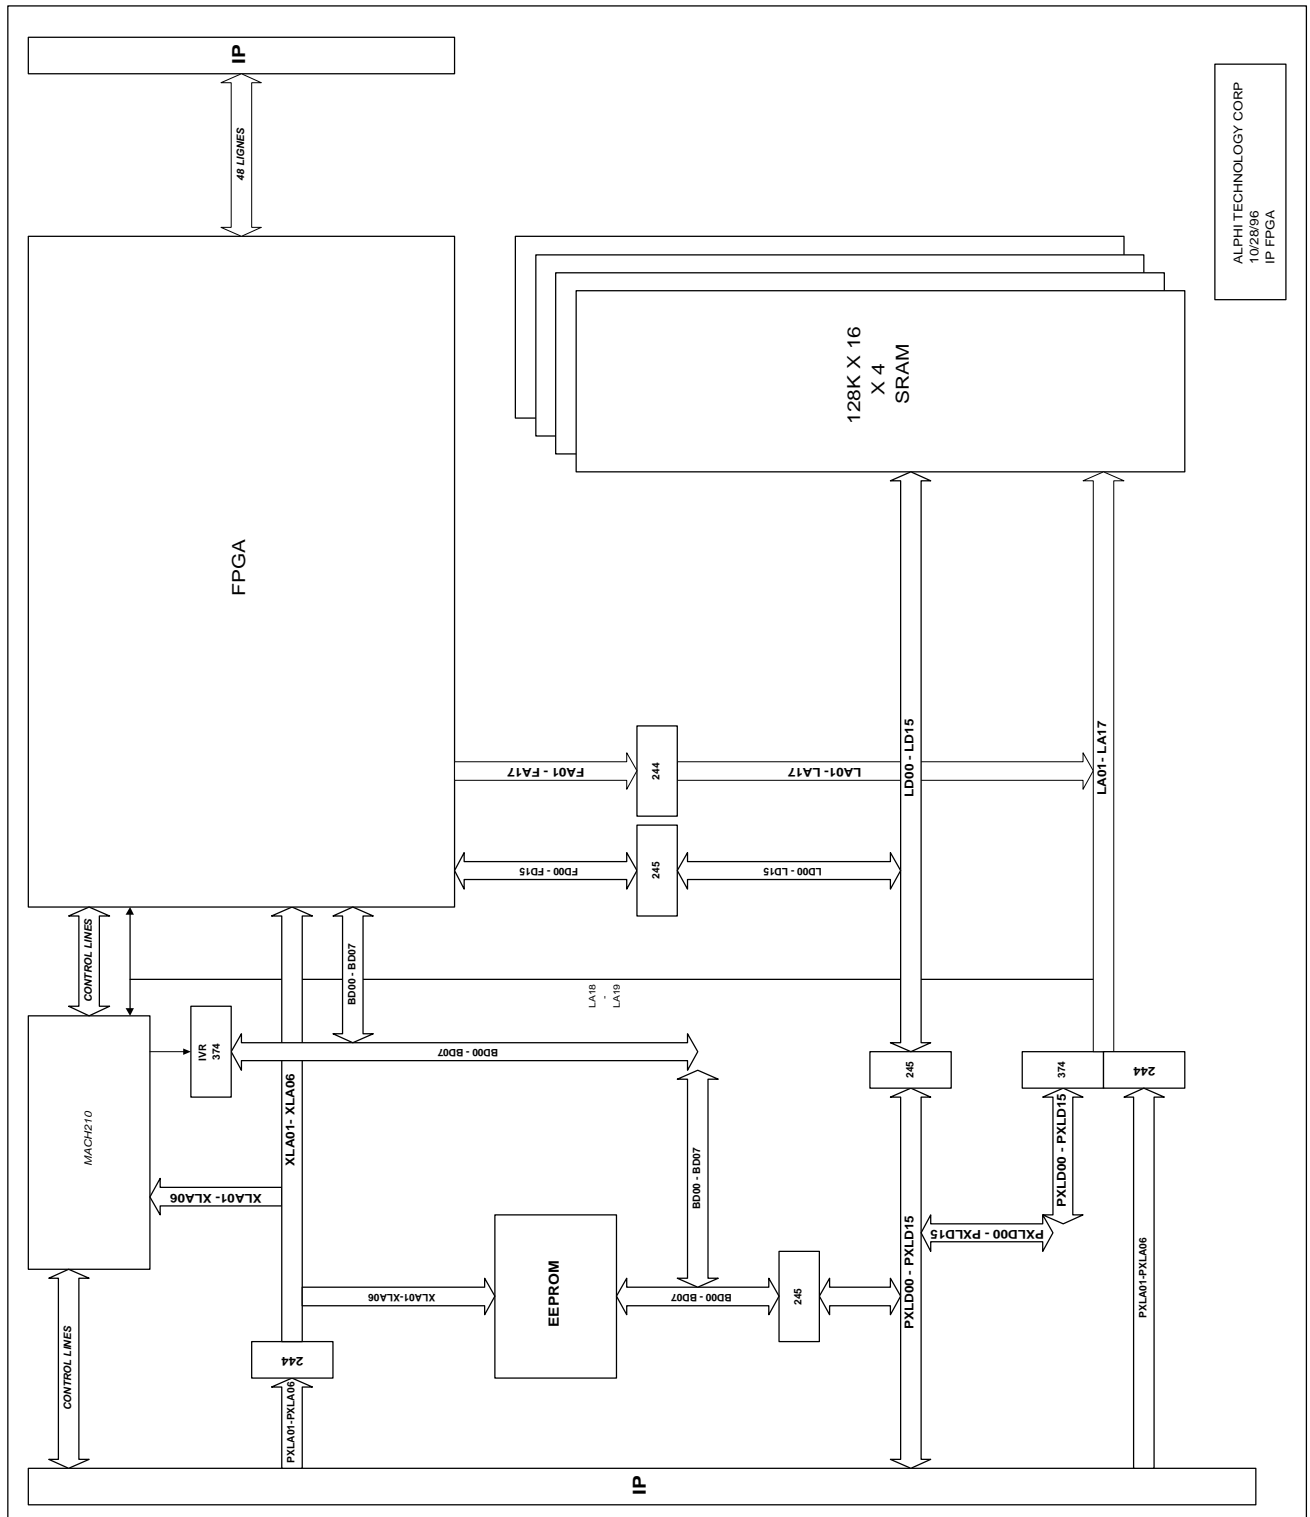 IP
48 LIGNES
ALPHI TECHNOLOGY CORP
10/28/96
IP FPGA
FPGA
128K X 16
X 4
SRAM
FA01 - FA17
244
LA01-LA17
LD00 - LD15
LA01- LA17
FD00 - FD15
245
LD00 - LD15
CONTROL LINES
BD00 - BD07
LA18
-
LA19
IVR
374
BD00 - BD07
MACH210
XLA01- XLA06
245
374
244
XLA01- XLA06
BD00 - BD07
PXLD00 - PXLD15
PXLD00 - PXLD15
PXLD00 - PXLD15
PXLA01-PXLA06
XLA01-XLA06
EEPROM
BD00 - BD07
245
CONTROL LINES
244
PXLA01-PXLA06
IP